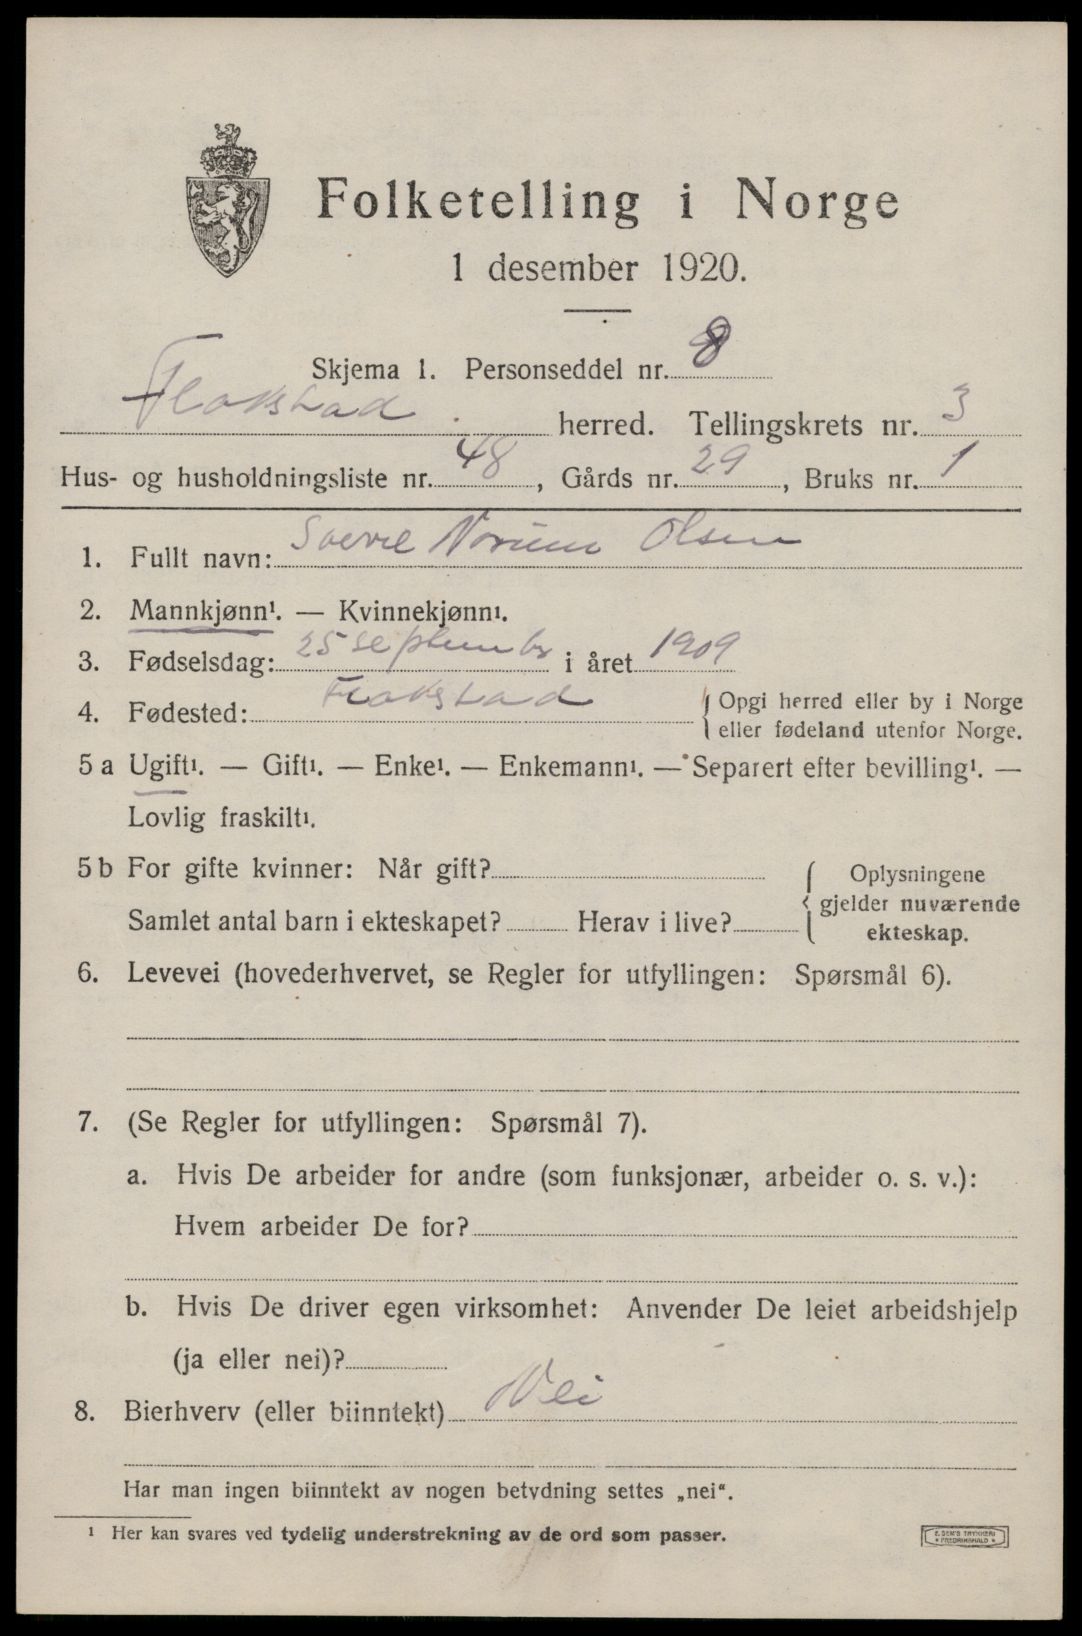 Folketelling i Norge
1 desember 1920.
Skjema 1. Personseddel nr. 8
Flakstad herred. Tellingskrets nr. 3
Hus- og husholdningsliste nr. 48, Gårds nr. 29, Bruks nr. 1
1. Fullt navn: Olsen
2. Mannkjønn¹. — Kvinnekjønn¹.
3. Fødselsdag: 25 september i året 1909
4. Fødested: Flakstad { Opgi herred eller by i Norge
eller fødeland utenfor Norge.
5 a Ugift¹. — Gift¹. — Enke¹. — Enkemann¹. — Separert efter bevilling¹. —
Lovlig fraskilt¹.
5 b For gifte kvinner: Når gift?
Samlet antal barn i ekteskapet? Herav i live?
{ Oplysningene
gjelder nuværende
ekteskap.
6. Levevei (hovederhvervet, se Regler for utfyllingen: Spørsmål 6).
7. (Se Regler for utfyllingen: Spørsmål 7).
a. Hvis De arbeider for andre (som funksjonær, arbeider o. s. v.):
Hvem arbeider De for?
b. Hvis De driver egen virksomhet: Anvender De leiet arbeidshjelp
(ja eller nei)?
8. Bierhverv (eller biinntekt) Nei
Har man ingen biinntekt av nogen betydning settes „nei“.
¹ Her kan svares ved tydelig understrekning av de ord som passer.